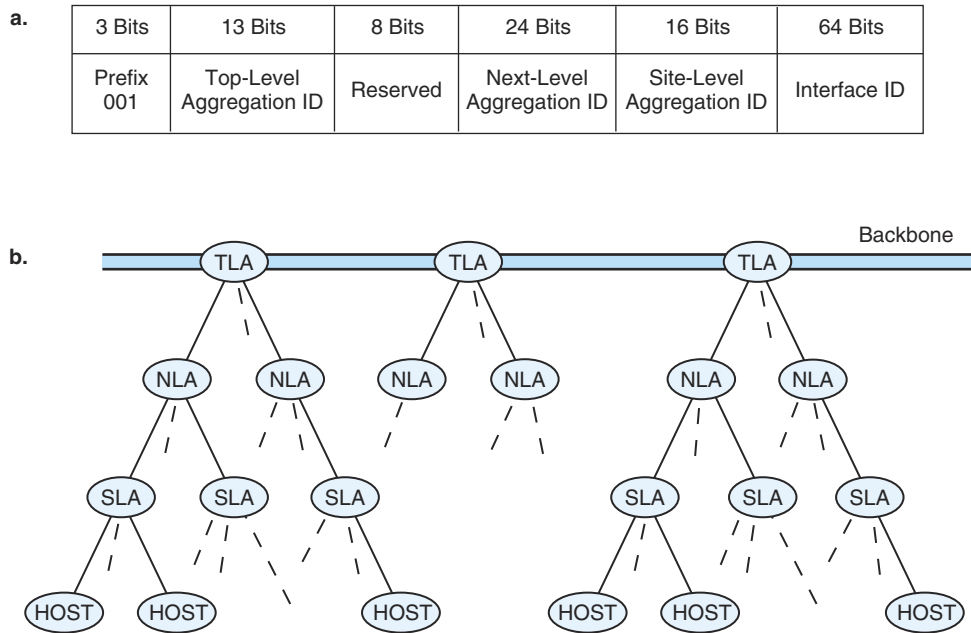 a.
3 Bits 13 Bits 8 Bits 24 Bits 16 Bits 64 Bits
Prefix 001 Top-Level Aggregation ID Reserved Next-Level Aggregation ID Site-Level Aggregation ID Interface ID
b.
Backbone
TLA TLA TLA
NLA NLA NLA NLA NLA NLA
SLA SLA SLA SLA SLA SLA
HOST HOST HOST HOST HOST HOST